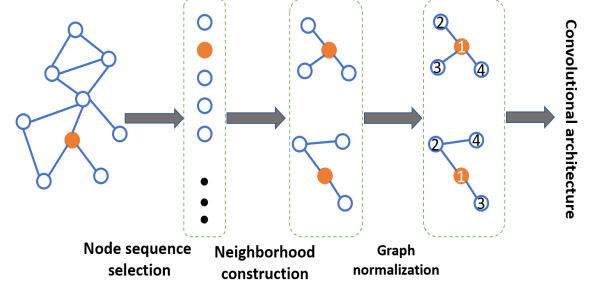 2
1
3
4
2
4
1
3
Node sequence
selection
Neighborhood
construction
Graph
normalization
Convolutional architecture